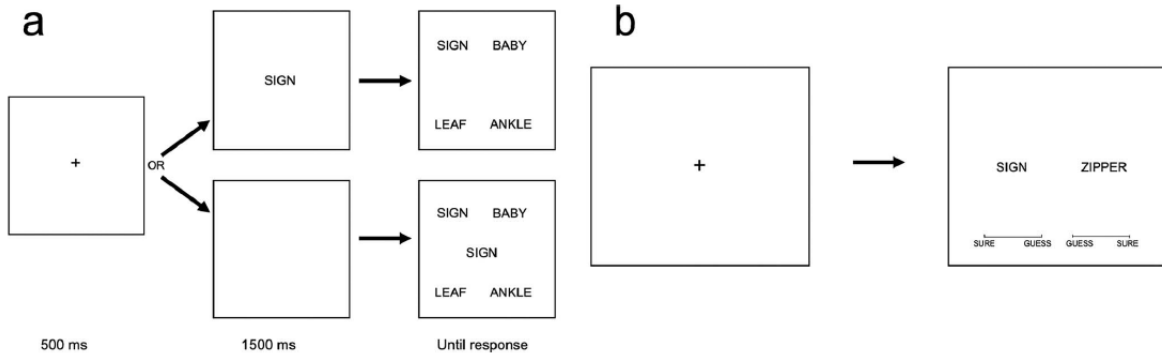 a
+
OR
SIGN
SIGN BABY
LEAF ANKLE
SIGN BABY
SIGN
LEAF ANKLE
500 ms
1500 ms
Until response
b
+
SIGN ZIPPER
SURE GUESS GUESS SURE